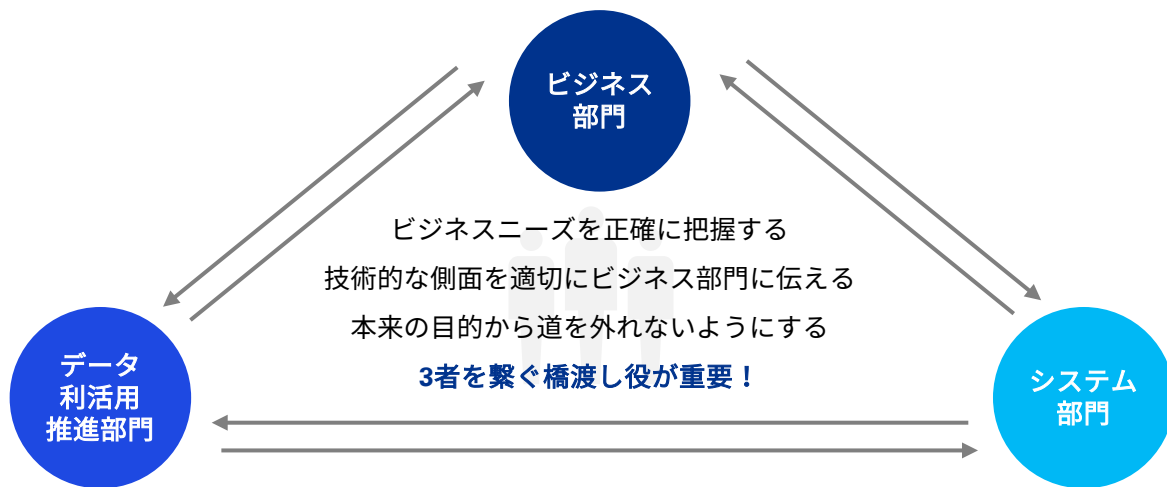 ビジネス
部門
ビジネスニーズを正確に把握する
技術的な側面を適切にビジネス部門に伝える
本来の目的から道を外れないようにする
3者を繋ぐ橋渡し役が重要！
データ
利活用
推進部門
システム
部門